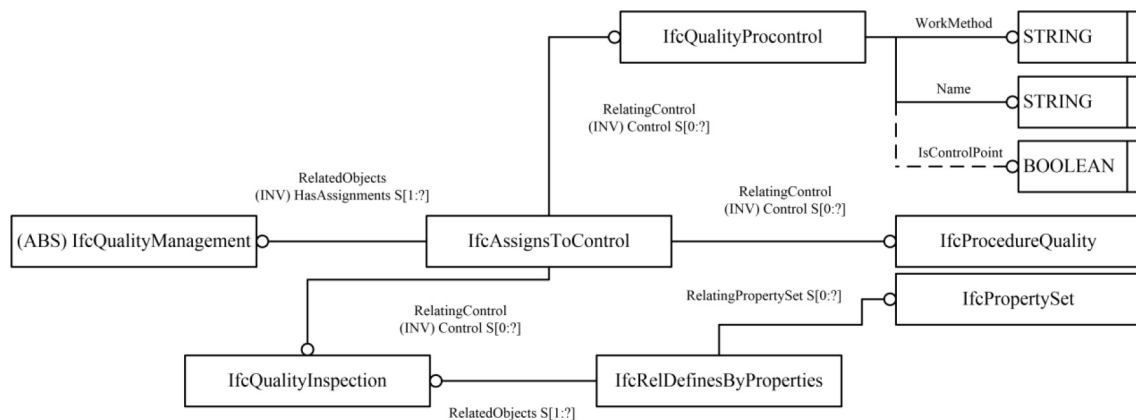 IfcQualityProcontrol
WorkMethod
STRING
Name
STRING
IsControlPoint
BOOLEAN
RelatingControl
(INV) Control S[0:?]
RelatedObjects
(INV) HasAssignments S[1:?]
RelatingControl
(INV) Control S[0:?]
(ABS) IfcQualityManagement
IfcAssignsToControl
IfcProcedureQuality
RelatingPropertySet S[0:?]
IfcPropertySet
RelatingControl
(INV) Control S[0:?]
IfcQualityInspection
IfcRelDefinesByProperties
RelatedObjects S[1:?]